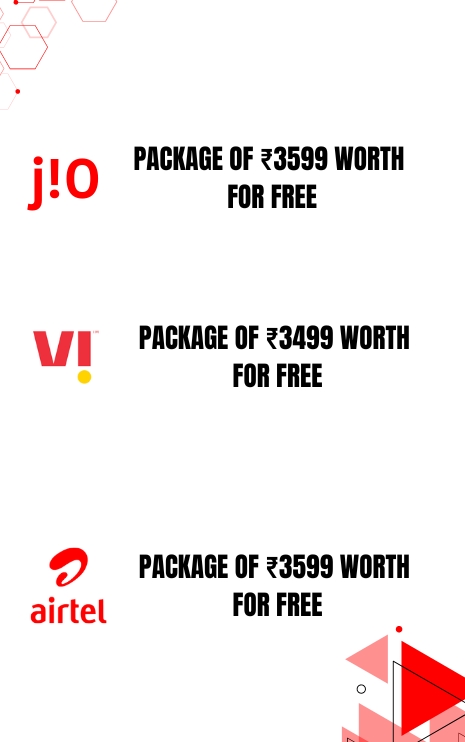 j!O
PACKAGE OF ₹3599 WORTH
FOR FREE
V!
PACKAGE OF ₹3499 WORTH
FOR FREE
airtel
PACKAGE OF ₹3599 WORTH
FOR FREE